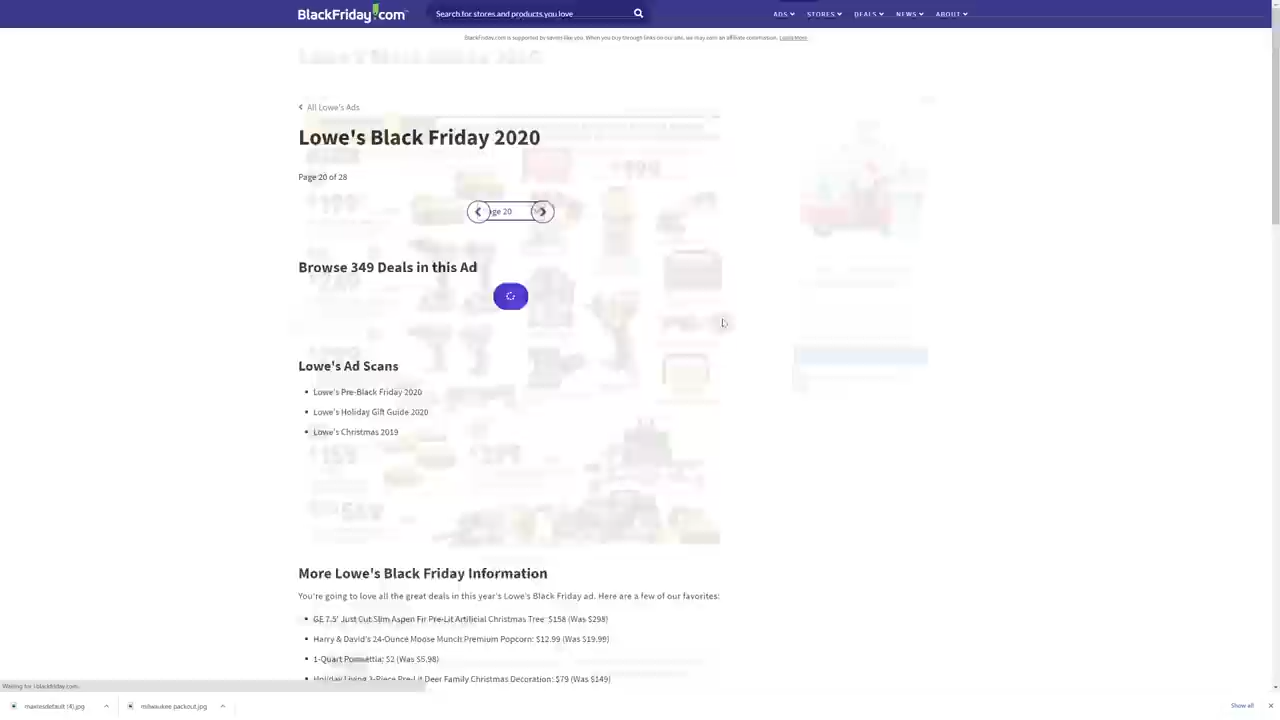 BlackFriday.com
Search for stores and products you love
ADS STORES DEALS NEWS ABOUT
BlackFriday.com is supported by savers like you. When you buy through links on our site, we may earn an affiliate commission. Learn More
All Lowe's Ads
Lowe's Black Friday 2020
Page 20 of 28
ge 20
Browse 349 Deals in this Ad
Lowe's Ad Scans
Lowe's Pre-Black Friday 2020
Lowe's Holiday Gift Guide 2020
Lowe's Christmas 2019
More Lowe's Black Friday Information
You're going to love all the great deals in this year's Lowe's Black Friday ad. Here are a few of our favorites:
GE 7.5' Just Cut Slim Aspen Fir Pre-Lit Artificial Christmas Tree: $158 (Was $298)
Harry & David's 24-Ounce Moose Munch Premium Popcorn: $12.99 (Was $19.99)
1-Quart Poinsettia: $2 (Was $5.98)
Holiday Living 3-Piece Pre-Lit Deer Family Christmas Decoration: $79 (Was $149)
Waiting for i.blackfriday.com...
maxresdefault (4).jpg
milwaukee packout.jpg
Show all